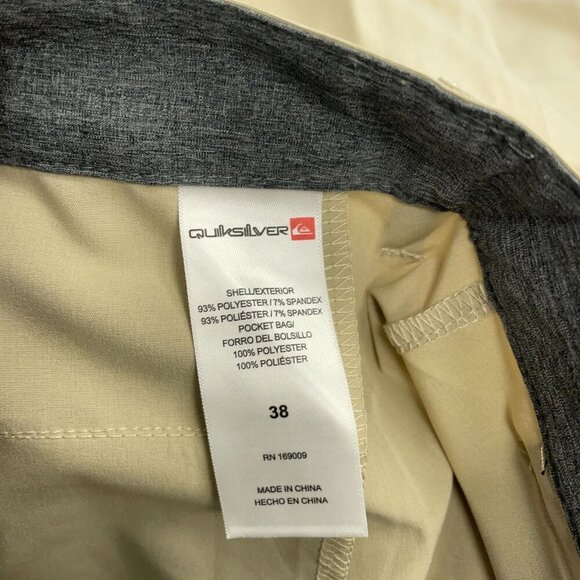 QUIKSILVER
SHELL/EXTERIOR
93% POLYESTER / 7% SPANDEX
93% POLIÉSTER / 7% SPANDEX
POCKET BAG/
FORRO DEL BOLSILLO
100% POLYESTER
100% POLIÉSTER
38
RN 169009
MADE IN CHINA
HECHO EN CHINA